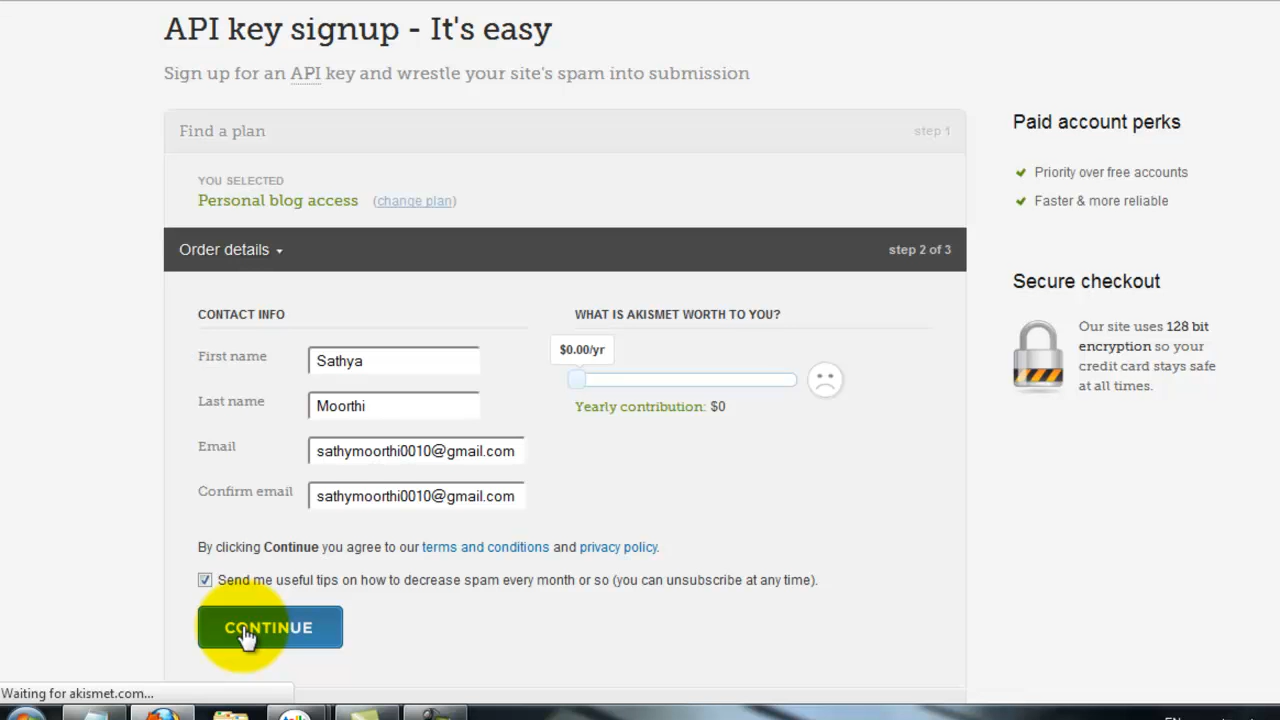 API key signup - It's easy
Sign up for an API key and wrestle your site's spam into submission
Find a plan
step 1
YOU SELECTED
Personal blog access (change plan)
Order details
step 2 of 3
CONTACT INFO
First name Sathya
Last name Moorthi
Email sathymoorthi0010@gmail.com
Confirm email sathymoorthi0010@gmail.com
WHAT IS AKISMET WORTH TO YOU?
$0.00/yr
Yearly contribution: $0
By clicking Continue you agree to our terms and conditions and privacy policy.
Send me useful tips on how to decrease spam every month or so (you can unsubscribe at any time).
CONTINUE
Paid account perks
Priority over free accounts
Faster & more reliable
Secure checkout
Our site uses 128 bit
encryption so your
credit card stays safe
at all times.
Waiting for akismet.com...